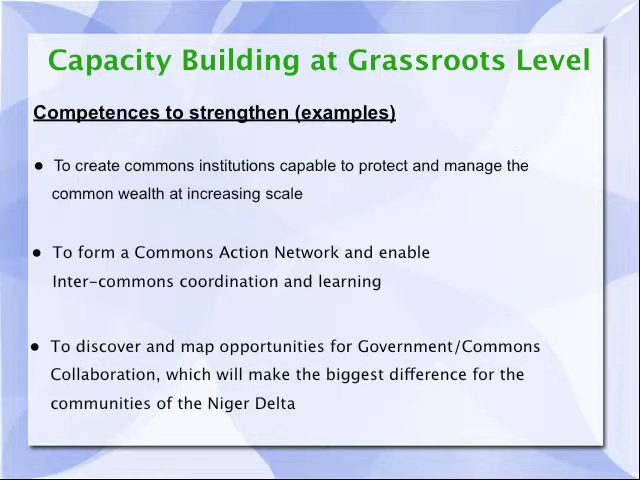 Capacity Building at Grassroots Level
Competences to strengthen (examples)
● To create commons institutions capable to protect and manage the
common wealth at increasing scale
● To form a Commons Action Network and enable
Inter-commons coordination and learning
● To discover and map opportunities for Government/Commons
Collaboration, which will make the biggest difference for the
communities of the Niger Delta